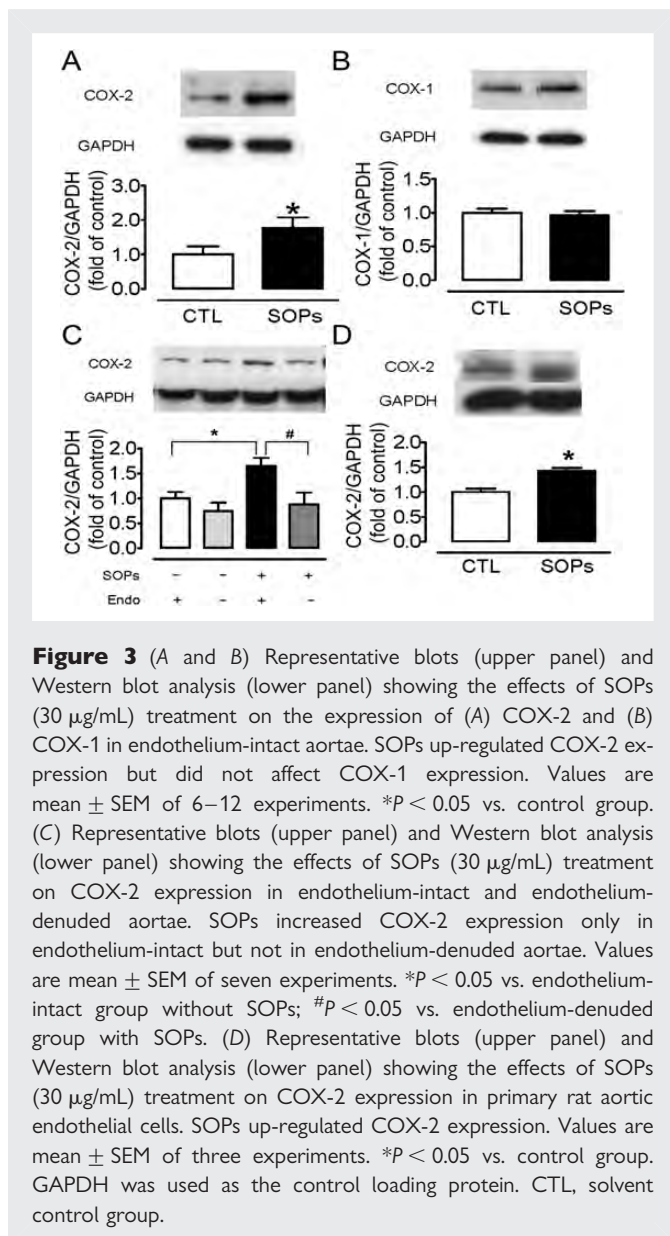 A
B
COX-2
COX-1
GAPDH
GAPDH
COX-2/GAPDH
(fold of control)
3.0
2.0
1.0
0.0
*
CTL SOPs
COX-1/GAPDH
(fold of control)
1.5
1.0
0.5
0.0
CTL SOPs
C
D
COX-2
COX-2
GAPDH
GAPDH
COX-2/GAPDH
(fold of control)
2.0
1.5
1.0
0.5
0.0
* #
SOPs - - + +
Endo + - + -
COX-2/GAPDH
(fold of control)
2.0
1.5
1.0
0.5
0.0
*
CTL SOPs
Figure 3 (A and B) Representative blots (upper panel) and
Western blot analysis (lower panel) showing the effects of SOPs
(30 μg/mL) treatment on the expression of (A) COX-2 and (B)
COX-1 in endothelium-intact aortae. SOPs up-regulated COX-2 ex-
pression but did not affect COX-1 expression. Values are
mean ± SEM of 6–12 experiments. *P < 0.05 vs. control group.
(C) Representative blots (upper panel) and Western blot analysis
(lower panel) showing the effects of SOPs (30 μg/mL) treatment
on COX-2 expression in endothelium-intact and endothelium-
denuded aortae. SOPs increased COX-2 expression only in
endothelium-intact but not in endothelium-denuded aortae. Values
are mean ± SEM of seven experiments. *P < 0.05 vs. endothelium-
intact group without SOPs; #P < 0.05 vs. endothelium-denuded
group with SOPs. (D) Representative blots (upper panel) and
Western blot analysis (lower panel) showing the effects of SOPs
(30 μg/mL) treatment on COX-2 expression in primary rat aortic
endothelial cells. SOPs up-regulated COX-2 expression. Values are
mean ± SEM of three experiments. *P < 0.05 vs. control group.
GAPDH was used as the control loading protein. CTL, solvent
control group.